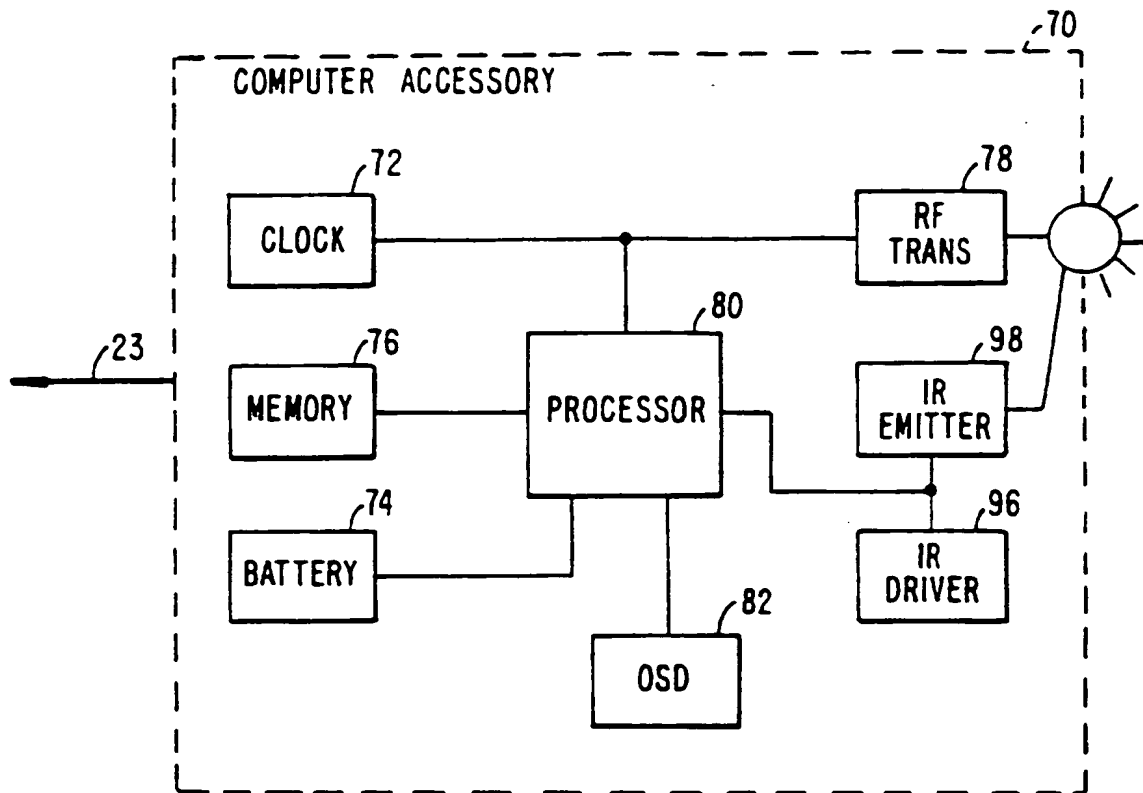 70
COMPUTER ACCESSORY
72
CLOCK
78
RF
TRANS
80
PROCESSOR
23
76
MEMORY
98
IR
EMITTER
74
BATTERY
96
IR
DRIVER
82
OSD